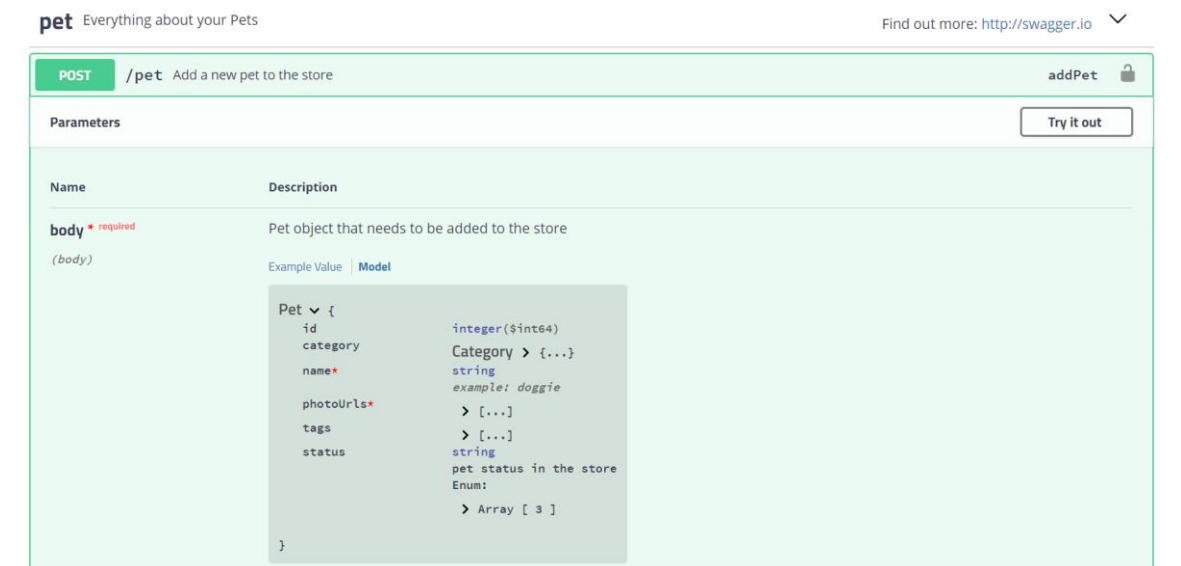 pet Everything about your Pets Find out more: http://swagger.io
POST /pet Add a new pet to the store addPet
Parameters Try it out
Name Description
body * required Pet object that needs to be added to the store
(body)
Example Value Model
Pet {
id integer($int64)
category Category > {...}
name* string
example: doggie
photoUrls* > [...]
tags > [...]
status string
pet status in the store
Enum:
> Array [ 3 ]
}